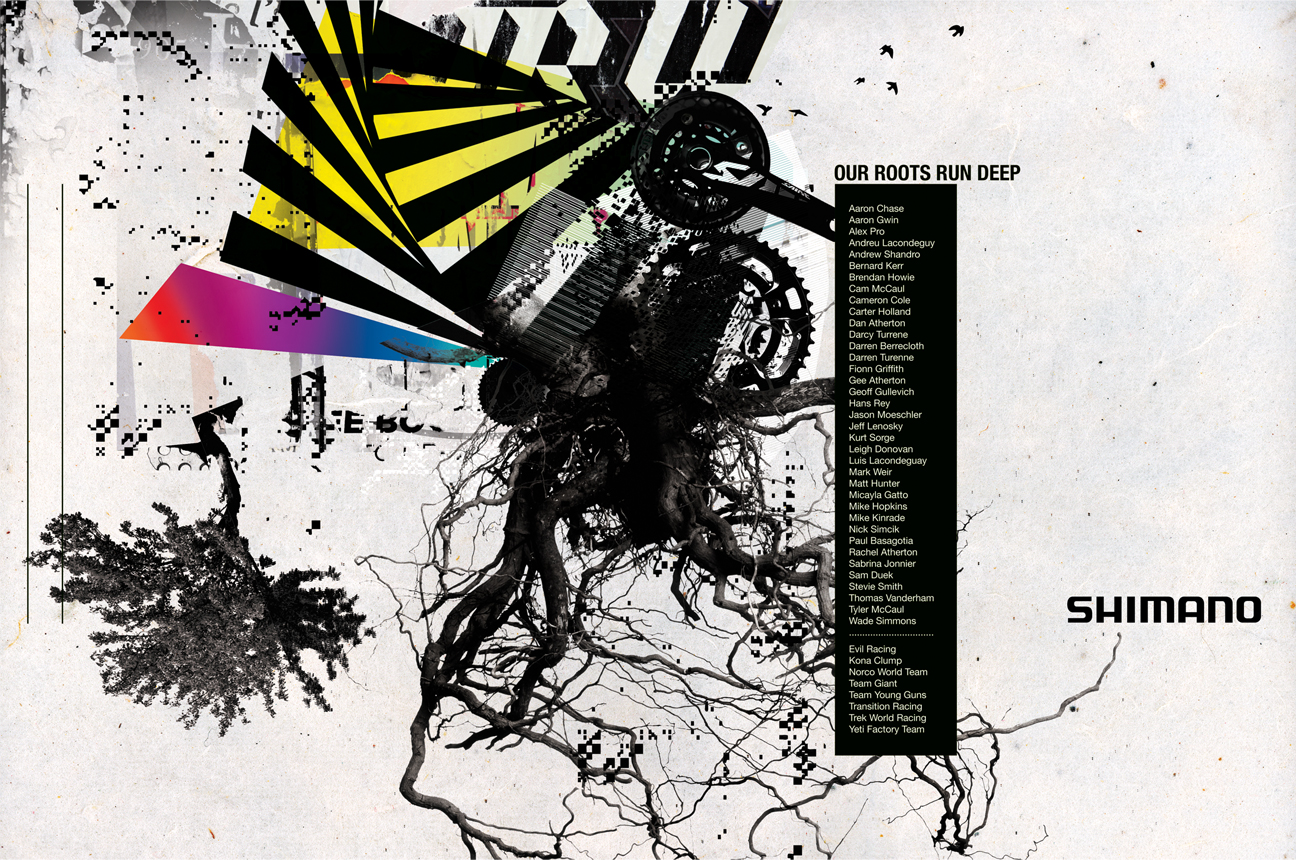 OUR ROOTS RUN DEEP
Aaron Chase
Aaron Gwin
Alex Pro
Andreu Lacondeguy
Andrew Shandro
Bernard Kerr
Brendan Howie
Cam McCaul
Cameron Cole
Carter Holland
Dan Atherton
Darcy Turrene
Darren Berrecloth
Darren Turenne
Fionn Griffith
Gee Atherton
Geoff Gullevich
Hans Rey
Jason Moeschler
Jeff Lenosky
Kurt Sorge
Leigh Donovan
Luis Lacondeguay
Mark Weir
Matt Hunter
Micayla Gatto
Mike Hopkins
Mike Kinrade
Nick Simcik
Paul Basagotia
Rachel Atherton
Sabrina Jonnier
Sam Duek
Stevie Smith
Thomas Vanderham
Tyler McCaul
Wade Simmons
Evil Racing
Kona Clump
Norco World Team
Team Giant
Team Young Guns
Transition Racing
Trek World Racing
Yeti Factory Team
SHIMANO